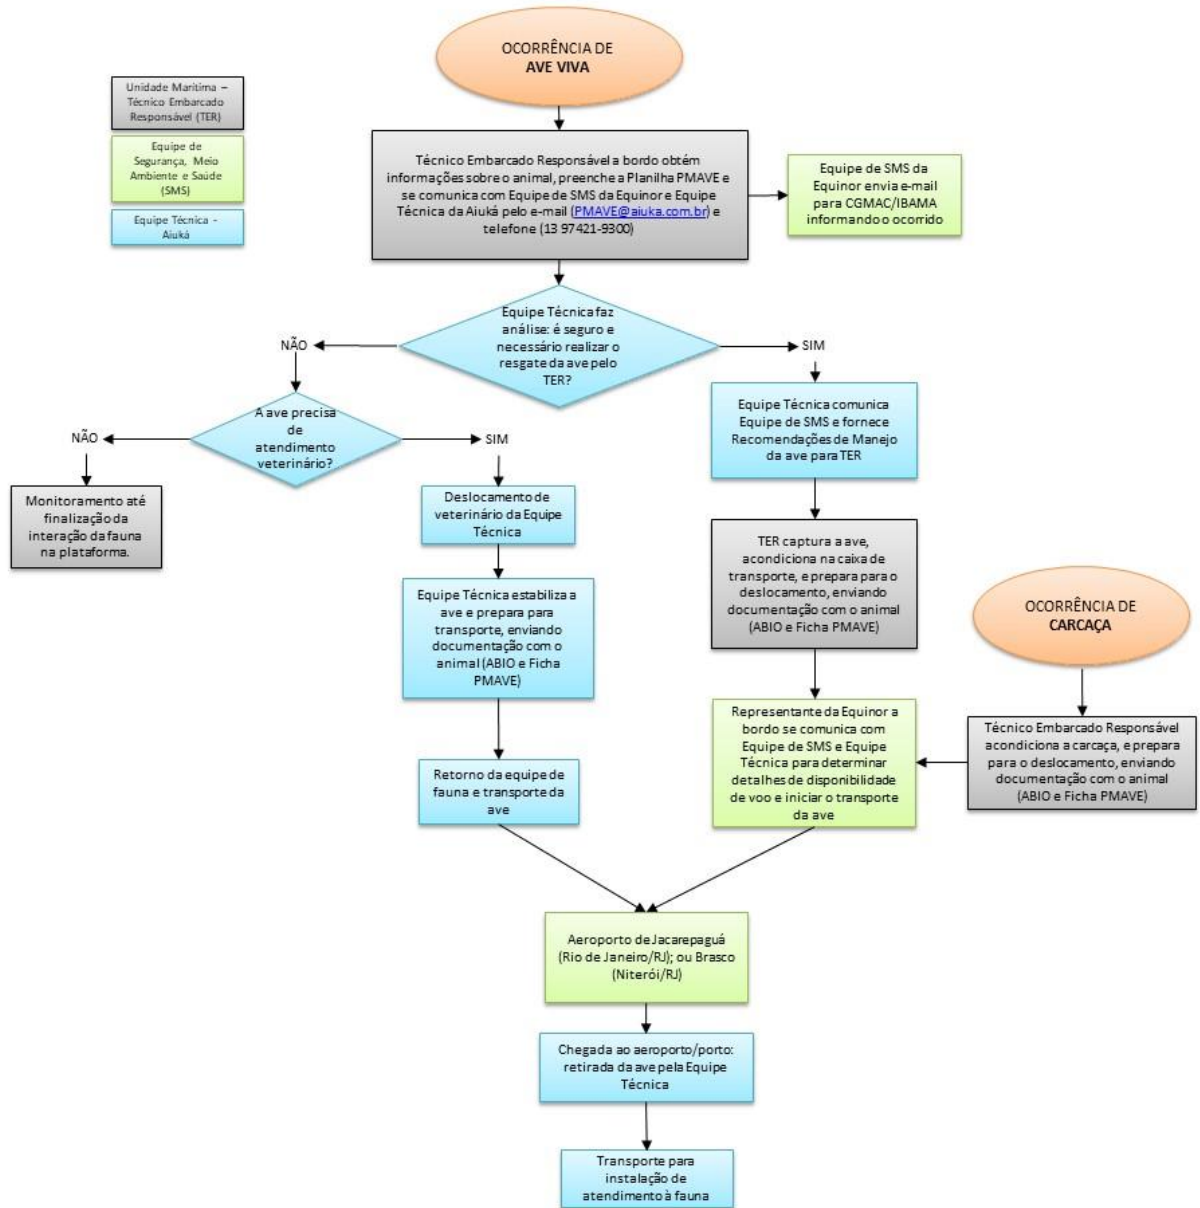 OCORRÊNCIA DE
AVE VIVA
Unidade Marítima –
Técnico Embarcado
Responsável (TER)
Equipe de
Segurança, Meio
Ambiente e Saúde
(SMS)
Equipe Técnica -
Aiuká
Técnico Embarcado Responsável a bordo obtém
informações sobre o animal, preenche a Planilha PMAVE e
se comunica com Equipe de SMS da Equinor e Equipe
Técnica da Aiuká pelo e-mail (PMAVE@aiuka.com.br) e
telefone (13 97421-9300)
Equipe de SMS da
Equinor envia e-mail
para CGMAC/IBAMA
informando o ocorrido
Equipe Técnica faz
análise: é seguro e
necessário realizar o
resgate da ave pelo
TER?
NÃO
SIM
A ave precisa
de
atendimento
veterinário?
NÃO
SIM
Equipe Técnica comunica
Equipe de SMS e fornece
Recomendações de Manejo
da ave para TER
Monitoramento até
finalização da
interação da fauna
na plataforma.
Deslocamento de
veterinário da Equipe
Técnica
TER captura a ave,
acondiciona na caixa de
transporte, e prepara para o
deslocamento, enviando
documentação com o animal
(ABIO e Ficha PMAVE)
Equipe Técnica estabiliza a
ave e prepara para
transporte, enviando
documentação com o
animal (ABIO e Ficha
PMAVE)
OCORRÊNCIA DE
CARCAÇA
Representante da Equinor a
bordo se comunica com
Equipe de SMS e Equipe
Técnica para determinar
detalhes de disponibilidade
de voo e iniciar o transporte
da ave
Técnico Embarcado Responsável
acondiciona a carcaça, e prepara
para o deslocamento, enviando
documentação com o animal
(ABIO e Ficha PMAVE)
Retorno da equipe de
fauna e transporte da
ave
Aeroporto de Jacarepaguá
(Rio de Janeiro/RJ); ou Brasco
(Niterói/RJ)
Chegada ao aeroporto/porto:
retirada da ave pela Equipe
Técnica
Transporte para
instalação de
atendimento à fauna